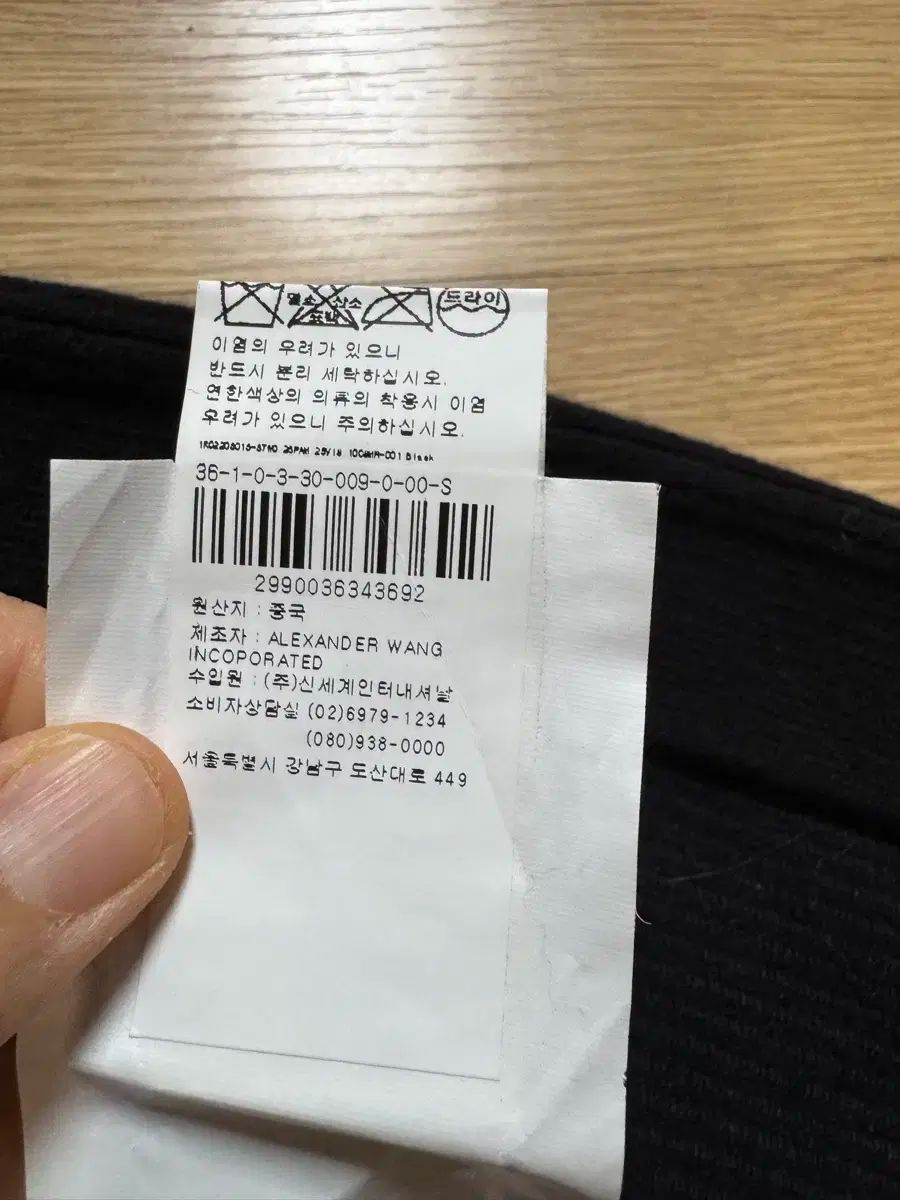 염소 산소
표백
드라이
이염의 우려가 있으니
반드시 분리 세탁하십시오.
연한색상의 의류의 착용시 이염
우려가 있으니 주의하십시오.
001 Black
36-1-0-3-30-009-0-00-S
2990036343692
원산지 : 중국
제조자 : ALEXANDER WANG
INCOPORATED
수입원 : (주)신세계인터내셔날
소비자상담실 (02)6979-1234
(080)938-0000
서울특별시 강남구 도산대로 449